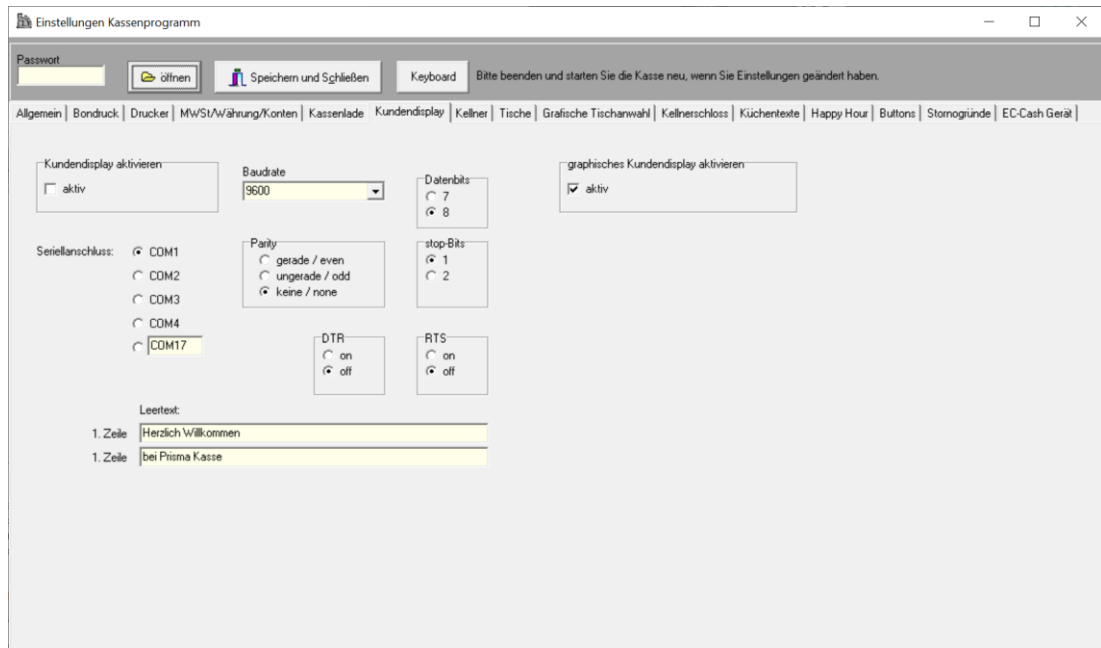 Einstellungen Kassenprogramm
Passwort
öffnen
Speichern und Schließen
Keyboard
Bitte beenden und starten Sie die Kasse neu, wenn Sie Einstellungen geändert haben.
Allgemein Bondruck Drucker MWSt/Währung/Konten Kassenlade Kundendisplay Kellner Tische Grafische Tischanwahl Kellnerschloss Küchentexte Happy Hour Buttons Stornogründe EC-Cash Gerät
Kundendisplay aktivieren
aktiv
Baudrate
9600
Datenbits
7
8
graphisches Kundendisplay aktivieren
aktiv
Seriellanschluss:
COM1
COM2
COM3
COM4
COM17
Parity
gerade / even
ungerade / odd
keine / none
stop-Bits
1
2
DTR
on
off
RTS
on
off
Leertext:
1. Zeile Herzlich Willkommen
1. Zeile bei Prisma Kasse